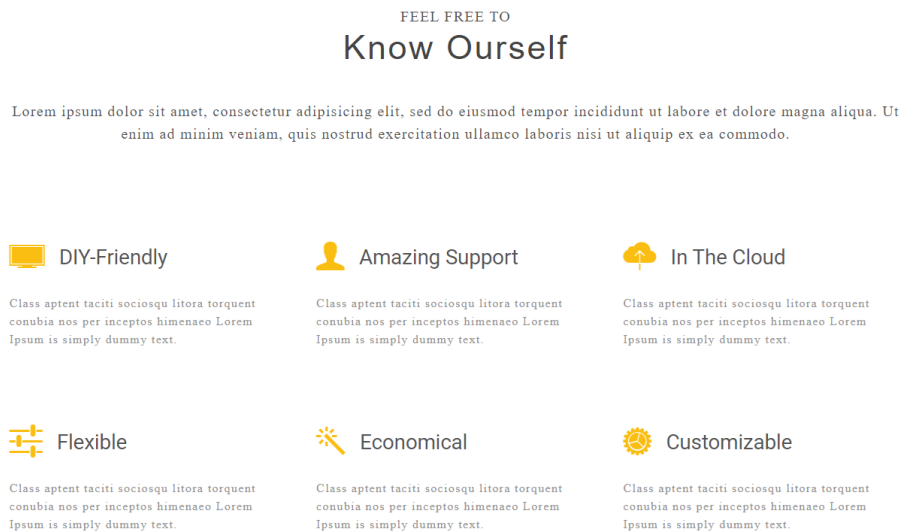 FEEL FREE TO
Know Ourself
Lorem ipsum dolor sit amet, consectetur adipisicing elit, sed do eiusmod tempor incididunt ut labore et dolore magna aliqua. Ut
enim ad minim veniam, quis nostrud exercitation ullamco laboris nisi ut aliquip ex ea commodo.
DIY-Friendly
Class aptent taciti sociosqu litora torquent
conubia nos per inceptos himenaeo Lorem
Ipsum is simply dummy text.
Amazing Support
Class aptent taciti sociosqu litora torquent
conubia nos per inceptos himenaeo Lorem
Ipsum is simply dummy text.
In The Cloud
Class aptent taciti sociosqu litora torquent
conubia nos per inceptos himenaeo Lorem
Ipsum is simply dummy text.
Flexible
Class aptent taciti sociosqu litora torquent
conubia nos per inceptos himenaeo Lorem
Ipsum is simply dummy text.
Economical
Class aptent taciti sociosqu litora torquent
conubia nos per inceptos himenaeo Lorem
Ipsum is simply dummy text.
Customizable
Class aptent taciti sociosqu litora torquent
conubia nos per inceptos himenaeo Lorem
Ipsum is simply dummy text.